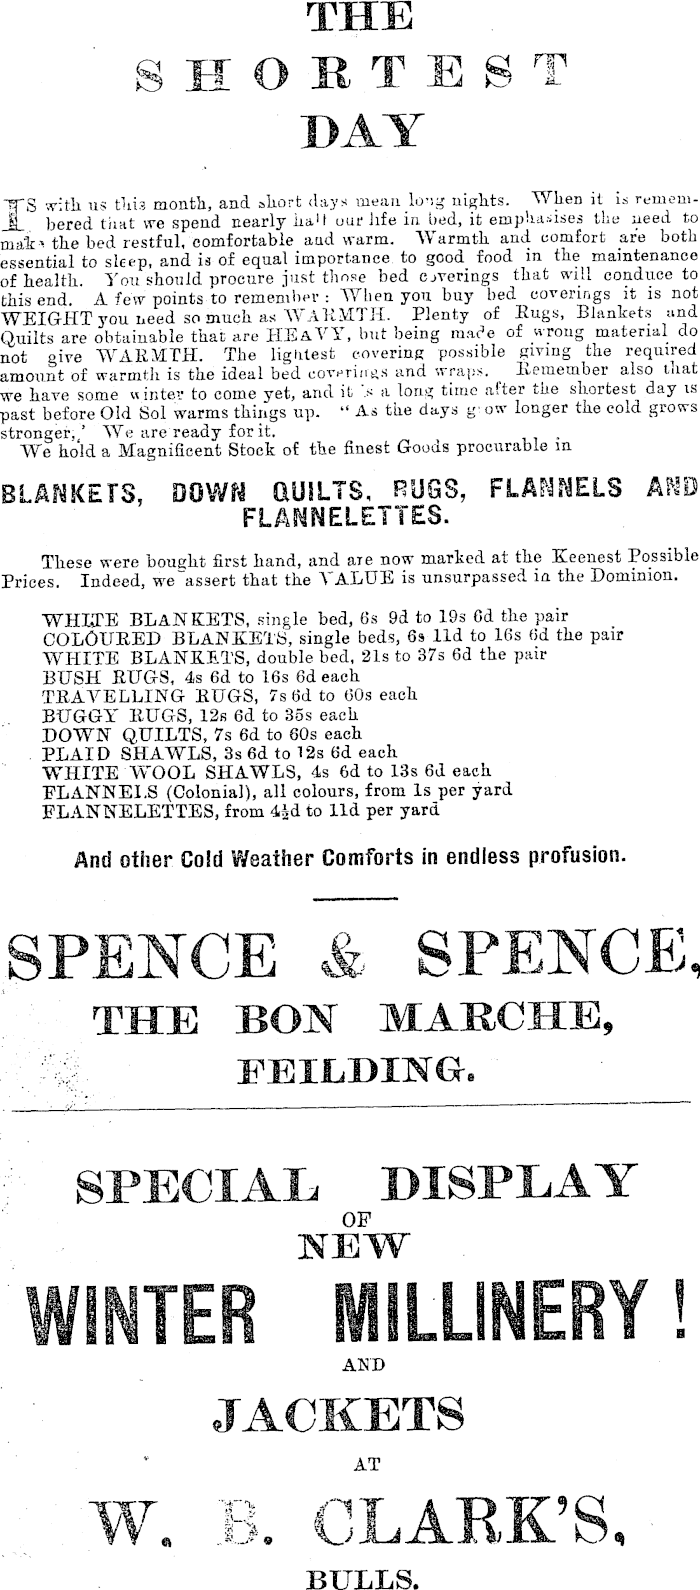 THE
SHORTEST
DAY
IS with us this month, and short days mean long nights. When it is remem-
bered that we spend nearly half our life in bed, it emphasises the need to
make the bed restful, comfortable and warm. Warmth and comfort are both
essential to sleep, and is of equal importance to good food in the maintenance
of health. You should procure just those bed coverings that will conduce to
this end. A few points to remember: When you buy bed coverings it is not
WEIGHT you need so much as WARMTH. Plenty of Rugs, Blankets and
Quilts are obtainable that are HEAVY, but being made of wrong material do
not give WARMTH. The lightest covering possible giving the required
amount of warmth is the ideal bed coverings and wraps. Remember also that
we have some winter to come yet, and it is a long time after the shortest day is
past before Old Sol warms things up. "As the days grow longer the cold grows
stronger,' We are ready for it.
We hold a Magnificent Stock of the finest Goods procurable in
BLANKETS, DOWN QUILTS, RUGS, FLANNELS AND
FLANNELETTES.
These were bought first hand, and are now marked at the Keenest Possible
Prices. Indeed, we assert that the VALUE is unsurpassed in the Dominion.
WHITE BLANKETS, single bed, 6s 9d to 19s 6d the pair
COLOURED BLANKETS, single beds, 6s 11d to 16s 6d the pair
WHITE BLANKETS, double bed, 21s to 37s 6d the pair
BUSH RUGS, 4s 6d to 16s 6d each
TRAVELLING RUGS, 7s 6d to 60s each
BUGGY RUGS, 12s 6d to 35s each
DOWN QUILTS, 7s 6d to 60s each
PLAID SHAWLS, 3s 6d to 12s 6d each
WHITE WOOL SHAWLS, 4s 6d to 13s 6d each
FLANNELS (Colonial), all colours, from 1s per yard
FLANNELETTES, from 4½d to 11d per yard
And other Cold Weather Comforts in endless profusion.
SPENCE & SPENCE,
THE BON MARCHE,
FEILDING.
SPECIAL DISPLAY
OF
NEW
WINTER MILLINERY!
AND
JACKETS
AT
W. B. CLARK'S,
BULLS.